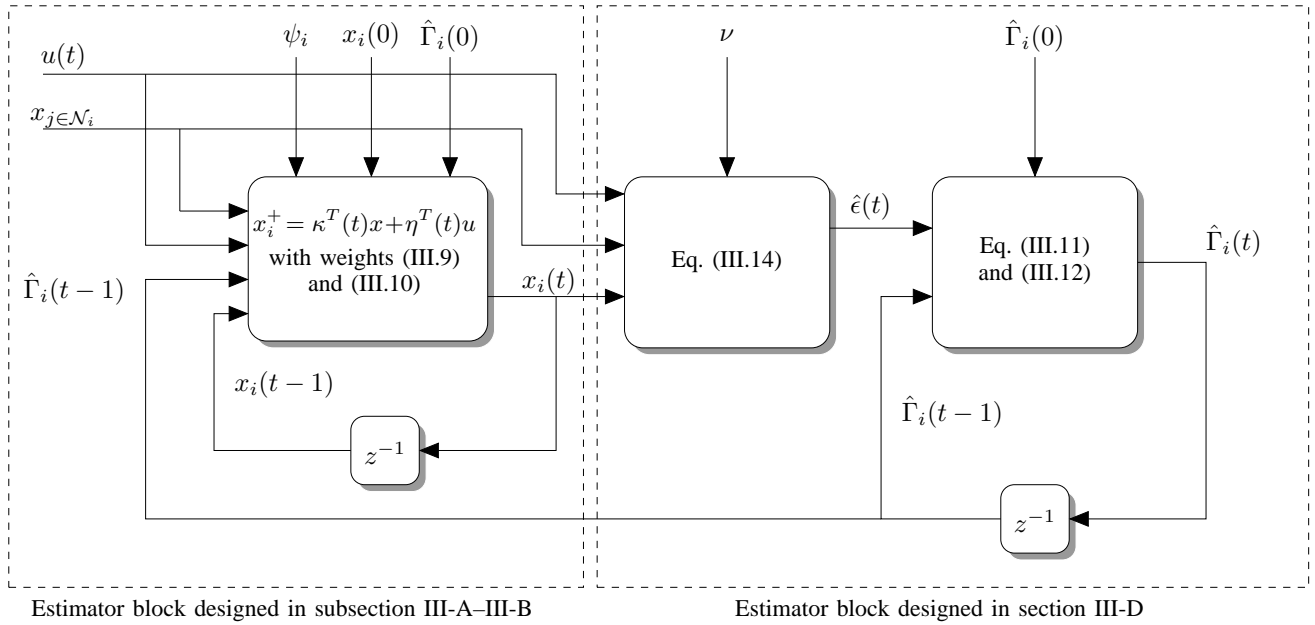 ψ_i
x_i(0)
Γ̂_i(0)
ν
Γ̂_i(0)
u(t)
x_{j∈𝒩_i}
x_i^+ = κ^T(t)x+η^T(t)u
with weights (III.9)
and (III.10)
Γ̂_i(t − 1)
x_i(t)
x_i(t−1)
z^{−1}
Eq. (III.14)
ϵ̂(t)
Eq. (III.11)
and (III.12)
Γ̂_i(t)
Γ̂_i(t − 1)
z^{−1}
Estimator block designed in subsection III-A–III-B
Estimator block designed in section III-D